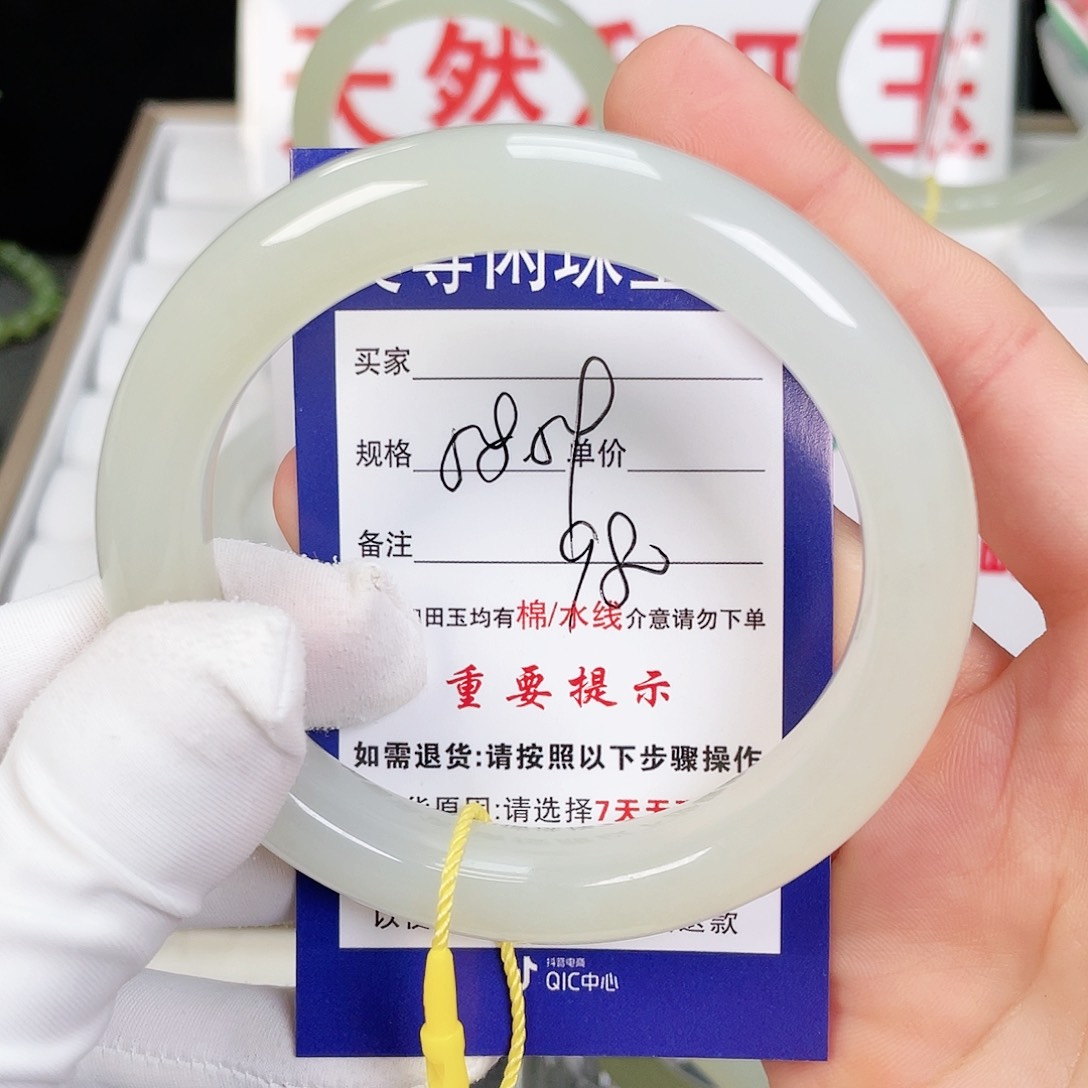 天然
玉
闲珠
买家
规格 单价
备注
98
田玉均有棉/水线介意请勿下单
重要提示
如需退货:请按照以下步骤操作
原因:请选择7天无
退款
抖音电商
QIC中心